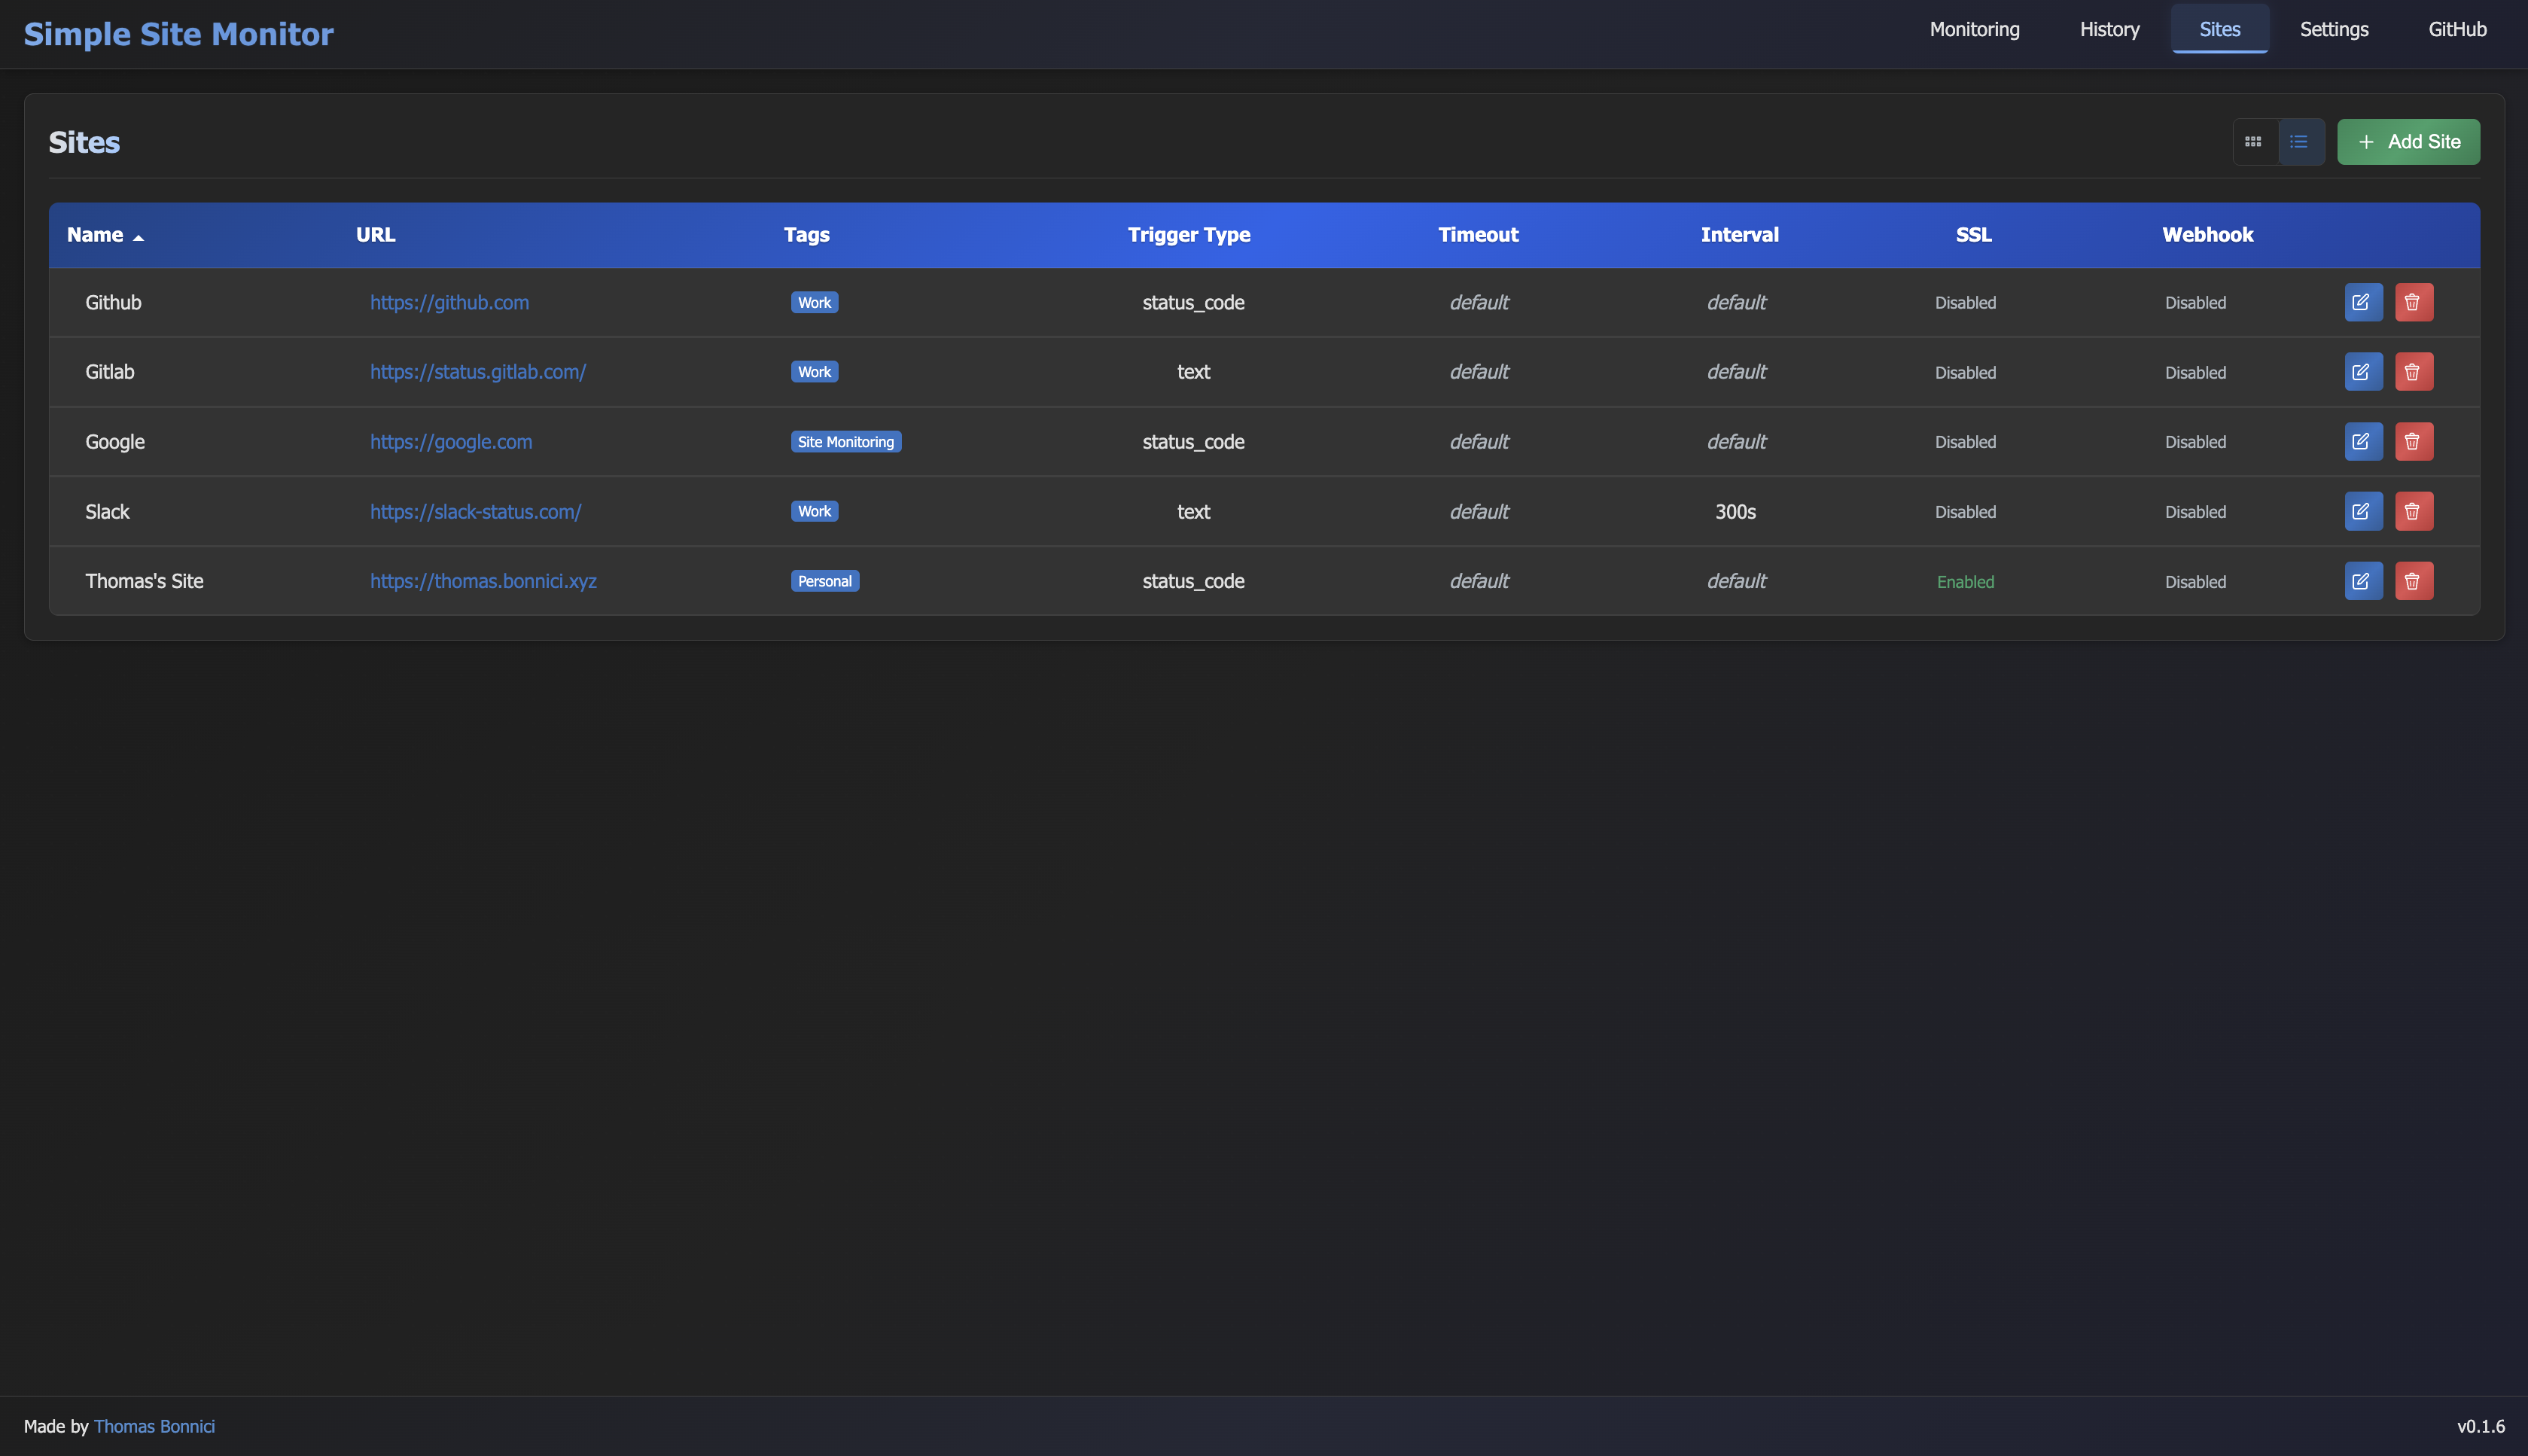 Simple Site Monitor Monitoring History Sites Settings GitHub
Sites Add Site
Name URL Tags Trigger Type Timeout Interval SSL Webhook
Github https://github.com Work status_code default default Disabled Disabled
Gitlab https://status.gitlab.com/ Work text default default Disabled Disabled
Google https://google.com Site Monitoring status_code default default Disabled Disabled
Slack https://slack-status.com/ Work text default 300s Disabled Disabled
Thomas's Site https://thomas.bonnici.xyz Personal status_code default default Enabled Disabled
Made by Thomas Bonnici v0.1.6